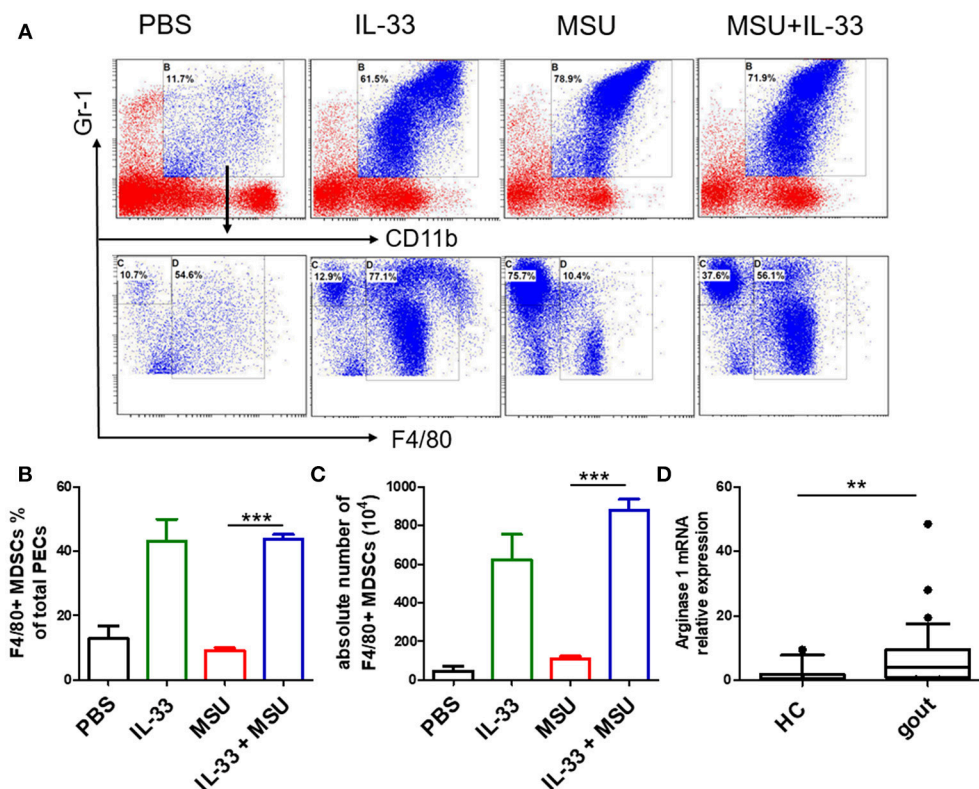 A
PBS IL-33 MSU MSU+IL-33
Gr-1
B
11.7%
B
61.5%
B
78.9%
B
71.9%
CD11b
C D
10.7% 54.6%
C D
12.9% 77.1%
C D
75.7% 10.4%
C D
37.6% 56.1%
F4/80
B
F4/80+ MDSCs %
of total PECs
60
40
20
0
***
PBS
IL-33
MSU
IL-33 + MSU
C
absolute number of
F4/80+ MDSCs (10⁴)
1000
800
600
400
200
0
***
PBS
IL-33
MSU
IL-33 + MSU
D
Arginase 1 mRNA
relative expression
60
40
20
0
**
HC
gout